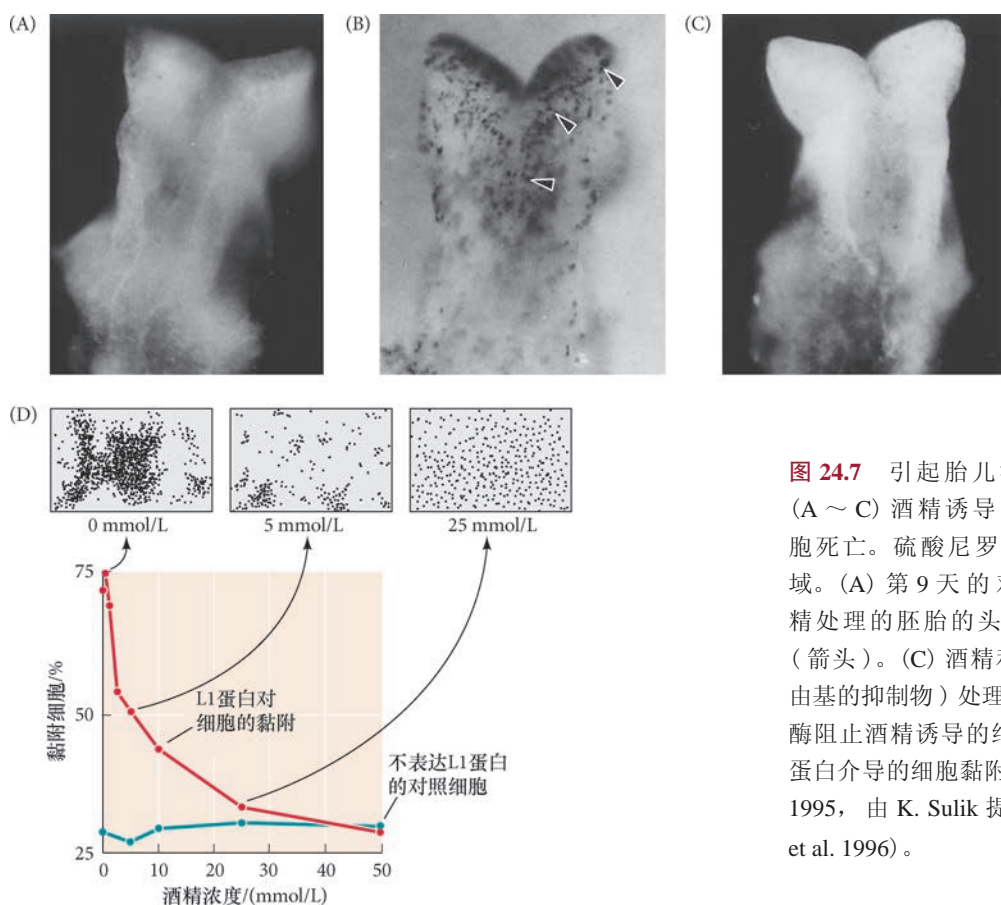 (A)
(B)
(C)
(D)
0 mmol/L
5 mmol/L
25 mmol/L
75
50
25
黏附细胞/%
L1蛋白对
细胞的黏附
不表达L1蛋白
的对照细胞
0 10 20 30 40 50
酒精浓度/(mmol/L)
图 24.7 引起胎儿
(A ~ C) 酒精诱导
胞死亡。硫酸尼罗
域。(A) 第 9 天的
精处理的胚胎的头
(箭头)。(C) 酒精
由基的抑制物) 处理
酶阻止酒精诱导的
蛋白介导的细胞黏附
1995, 由 K. Sulik 提
et al. 1996)。